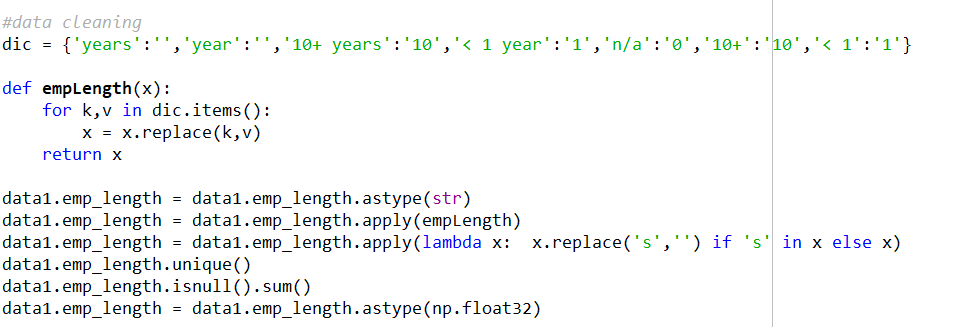 #data cleaning
dic = {'years':'','year':'','10+ years':'10','< 1 year':'1','n/a':'0','10+':'10','< 1':'1'}
def empLength(x):
    for k,v in dic.items():
        x = x.replace(k,v)
    return x
data1.emp_length = data1.emp_length.astype(str)
data1.emp_length = data1.emp_length.apply(empLength)
data1.emp_length = data1.emp_length.apply(lambda x:  x.replace('s','') if 's' in x else x)
data1.emp_length.unique()
data1.emp_length.isnull().sum()
data1.emp_length = data1.emp_length.astype(np.float32)